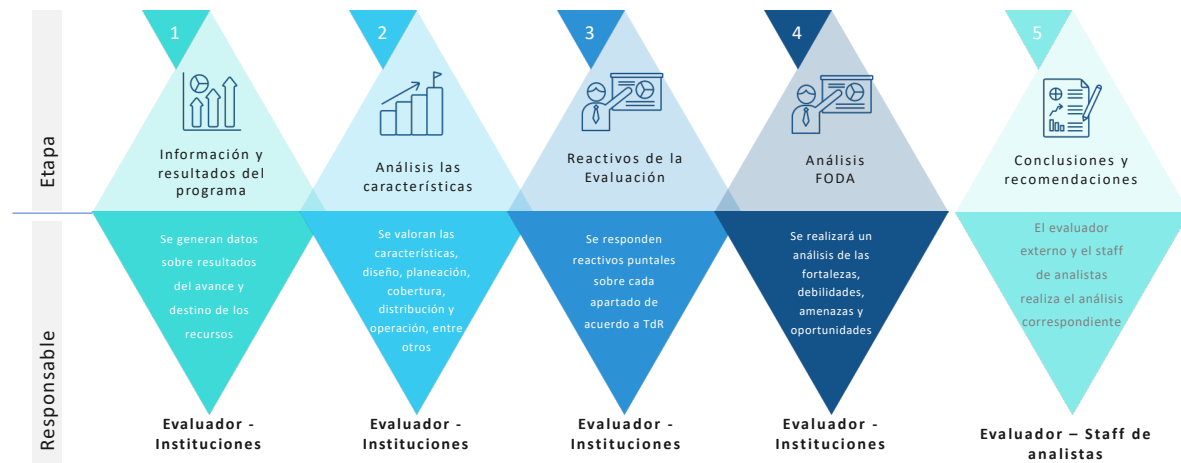 Etapa
1
Información y
resultados del
programa
2
Análisis las
características
3
Reactivos de la
Evaluación
4
Análisis
FODA
5
Conclusiones y
recomendaciones
Responsable
Se generan datos
sobre resultados
del avance y
destino de los
recursos
Se valoran las
características,
diseño, planeación,
cobertura,
distribución y
operación, entre
otros
Se responden
reactivos puntales
sobre cada
apartado de
acuerdo a TdR
Se realizará un
análisis de las
fortalezas,
debilidades,
amenazas y
oportunidades
El evaluador
externo y el staff
de analistas
realiza el análisis
correspondiente
Evaluador -
Instituciones
Evaluador -
Instituciones
Evaluador -
Instituciones
Evaluador -
Instituciones
Evaluador – Staff de
analistas